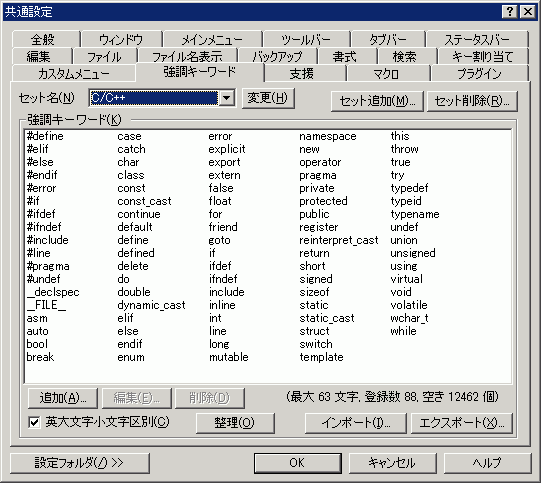 共通設定
全般 ウィンドウ メインメニュー ツールバー タブバー ステータスバー
編集 ファイル ファイル名表示 バックアップ 書式 検索 キー割り当て
カスタムメニュー 強調キーワード 支援 マクロ プラグイン
セット名(N) C/C++ 変更(H) セット追加(M)... セット削除(R)...
強調キーワード(K)
#define case error namespace this
#elif catch explicit new throw
#else char export operator true
#endif class extern pragma try
#error const false private typedef
#if const_cast float protected typeid
#ifdef continue for public typename
#ifndef default friend register undef
#include define goto reinterpret_cast union
#line defined if return unsigned
#pragma delete ifdef short using
#undef do ifndef signed virtual
__declspec double include sizeof void
__FILE__ dynamic_cast inline static volatile
asm elif int static_cast wchar_t
auto else line struct while
bool endif long switch
break enum mutable template
追加(A)... 編集(E)... 削除(D) (最大 63 文字, 登録数 88, 空き 12462 個)
英大文字小文字区別(C) 整理(O) インポート(I)... エクスポート(X)...
設定フォルダ(/) >> OK キャンセル ヘルプ